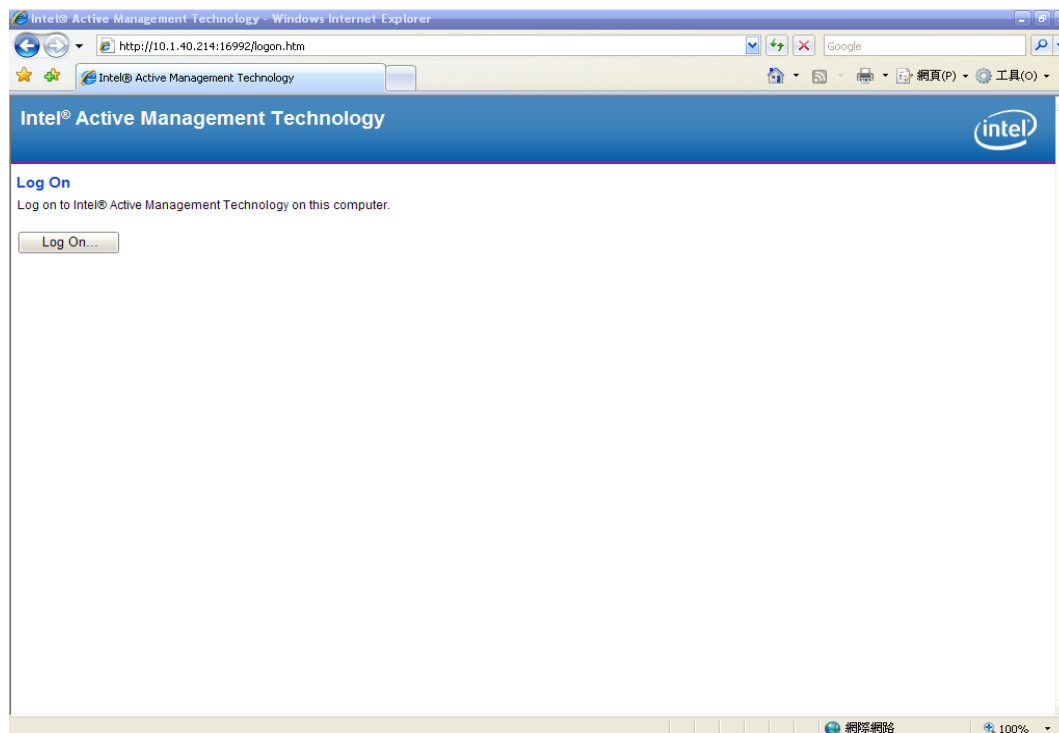 Intel® Active Management Technology - Windows Internet Explorer
http://10.1.40.214:16992/logon.htm
Google
Intel® Active Management Technology
網頁(P)
工具(O)
Intel® Active Management Technology
intel
Log On
Log on to Intel® Active Management Technology on this computer.
Log On...
網際網路
100%